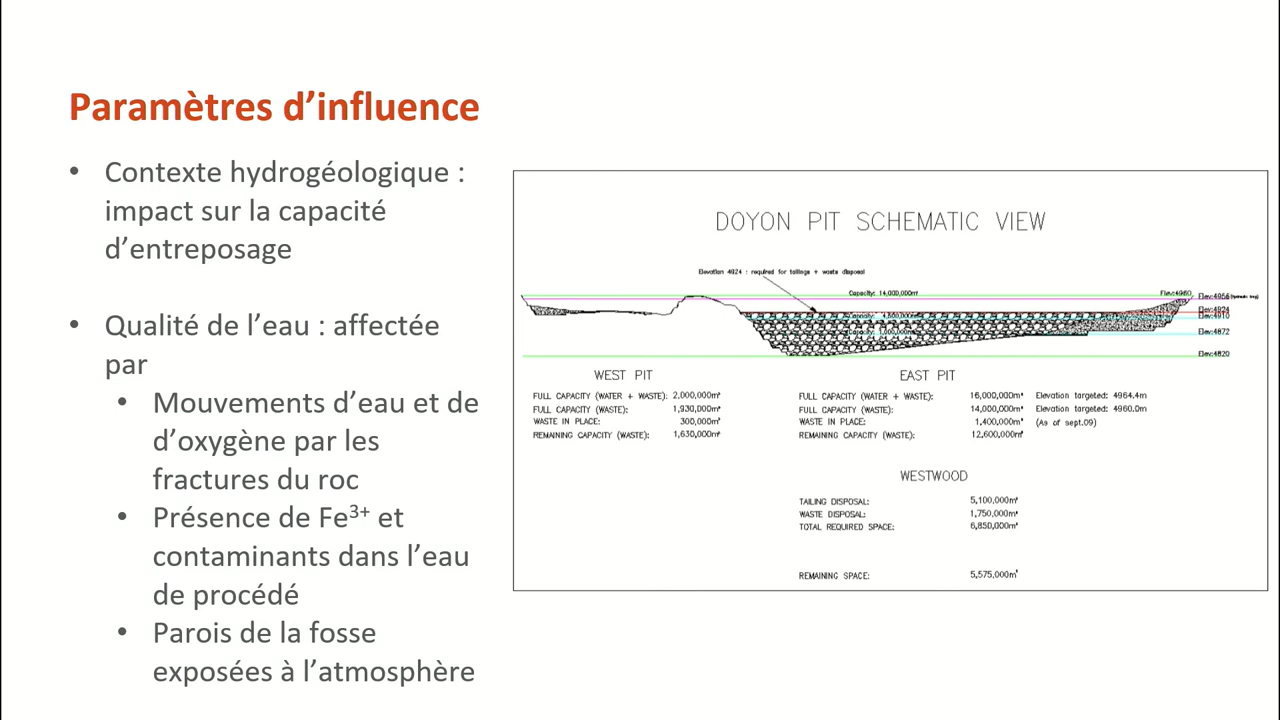 Paramètres d’influence
• Contexte hydrogéologique :
impact sur la capacité
d’entreposage
• Qualité de l’eau : affectée
par
• Mouvements d’eau et de
d’oxygène par les
fractures du roc
• Présence de Fe³⁺ et
contaminants dans l’eau
de procédé
• Parois de la fosse
exposées à l’atmosphère
DOYON PIT SCHEMATIC VIEW
Elevation 4924 : required for tailings + waste disposal
Capacity: 14,000,000m³
Elev:4960
Elev:4872
Elev:4820
WEST PIT
FULL CAPACITY (WATER + WASTE): 2,000,000m³
FULL CAPACITY (WASTE): 1,930,000m³
WASTE IN PLACE: 300,000m³
REMAINING CAPACITY (WASTE): 1,630,000m³
EAST PIT
FULL CAPACITY (WATER + WASTE): 16,000,000m³ Elevation targeted: 4964.4m
FULL CAPACITY (WASTE): 14,000,000m³ Elevation targeted: 4960.0m
WASTE IN PLACE: 1,400,000m³ (As of sept.09)
REMAINING CAPACITY (WASTE): 12,600,000m³
WESTWOOD
TAILING DISPOSAL: 5,100,000m³
WASTE DISPOSAL: 1,750,000m³
TOTAL REQUIRED SPACE: 6,850,000m³
REMAINING SPACE: 5,575,000m³